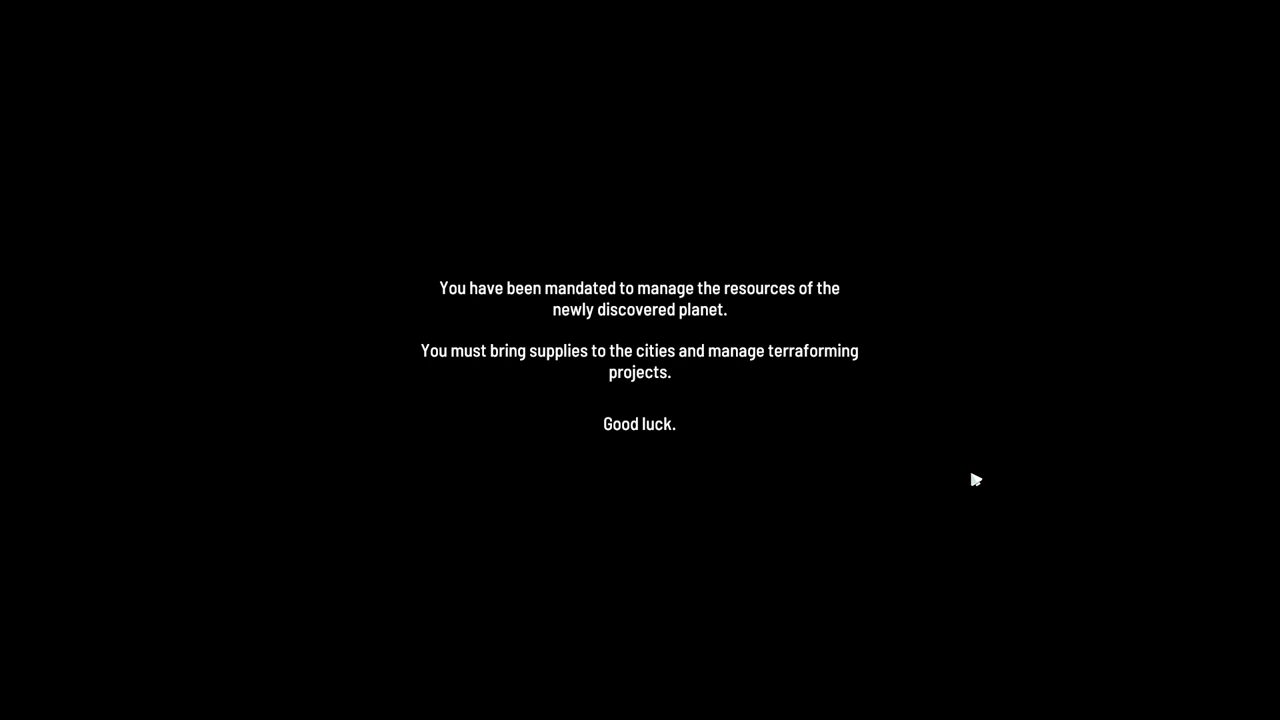 You have been mandated to manage the resources of the
newly discovered planet.
You must bring supplies to the cities and manage terraforming
projects.
Good luck.